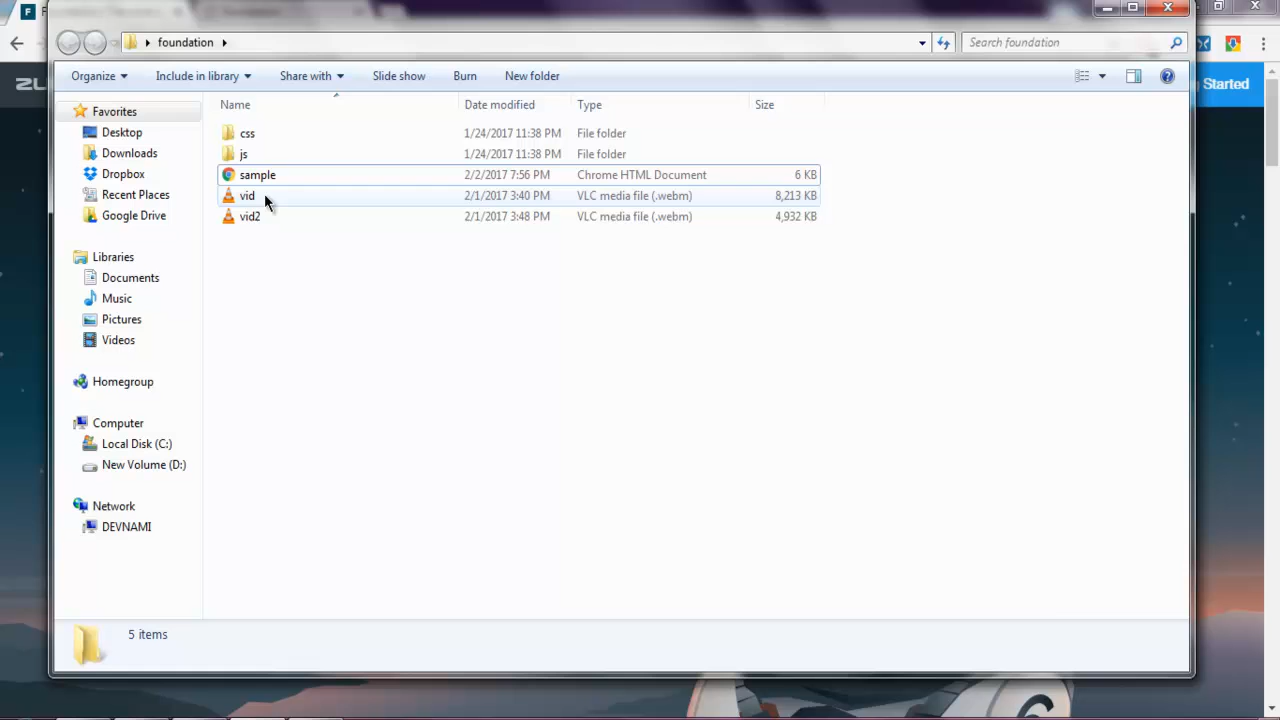 foundation
Search foundation
Organize
Include in library
Share with
Slide show
Burn
New folder
Started
Name
Date modified
Type
Size
Favorites
Desktop
Downloads
Dropbox
Recent Places
Google Drive
Libraries
Documents
Music
Pictures
Videos
Homegroup
Computer
Local Disk (C:)
New Volume (D:)
Network
DEVNAMI
css 1/24/2017 11:38 PM File folder
js 1/24/2017 11:38 PM File folder
sample 2/2/2017 7:56 PM Chrome HTML Document 6 KB
vid 2/1/2017 3:40 PM VLC media file (.webm) 8,213 KB
vid2 2/1/2017 3:48 PM VLC media file (.webm) 4,932 KB
5 items